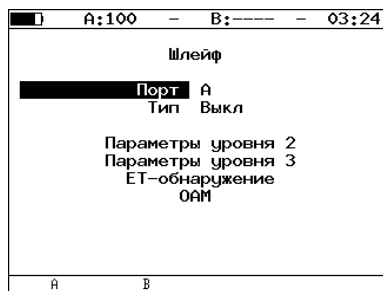 A:100 – B:---- – 03:24
Шлейф
Порт A
Тип Выкл
Параметры уровня 2
Параметры уровня 3
ET-обнаружение
OAM
A B